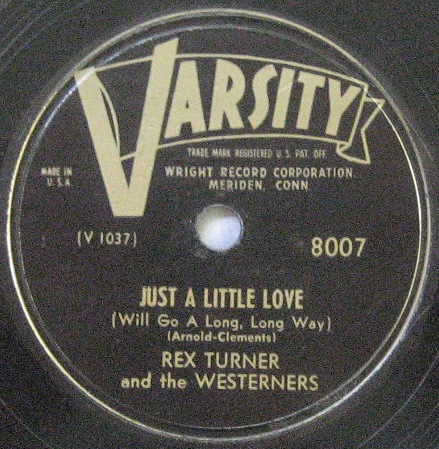 VARSITY
TRADE MARK REGISTERED U.S. PAT. OFF.
MADE IN
U.S.A.
WRIGHT RECORD CORPORATION,
MERIDEN, CONN.
(V 1037)
8007
JUST A LITTLE LOVE
(Will Go A Long, Long Way)
(Arnold-Clements)
REX TURNER
and the WESTERNERS